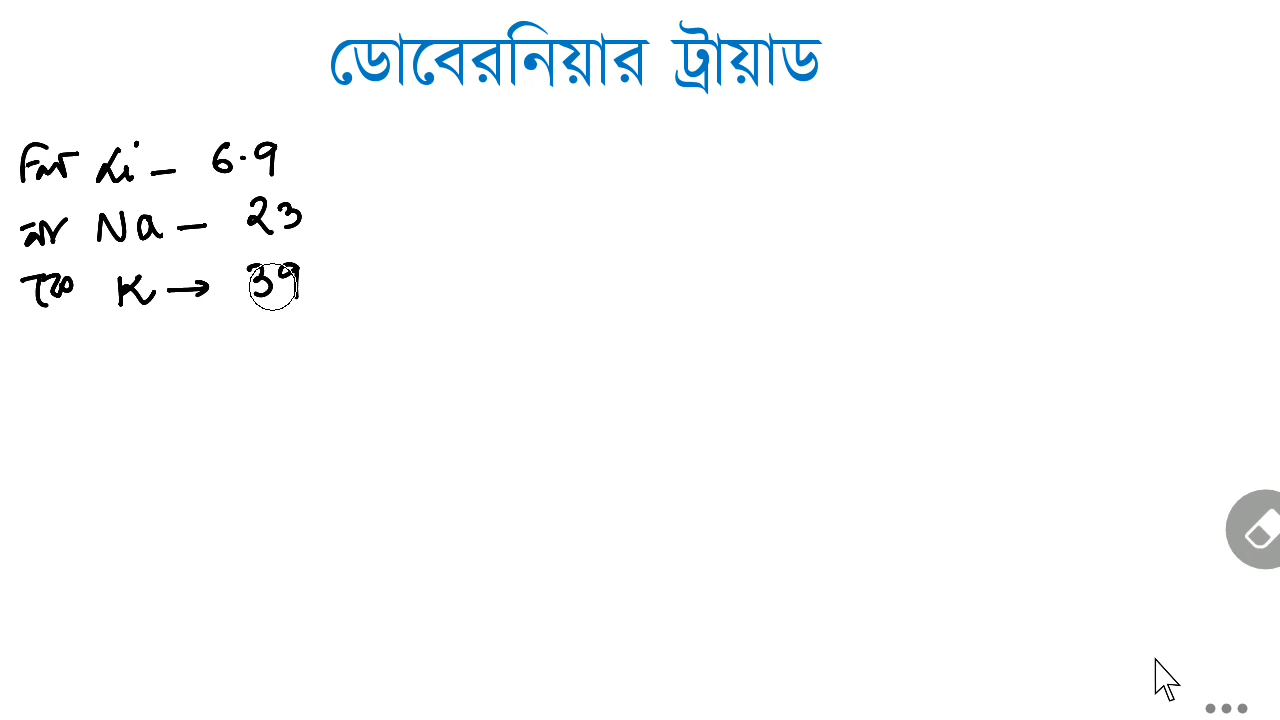 ডোবেরনিয়ার ট্রায়াড
লি Li - 6.9
না Na - 23
কে K → 39